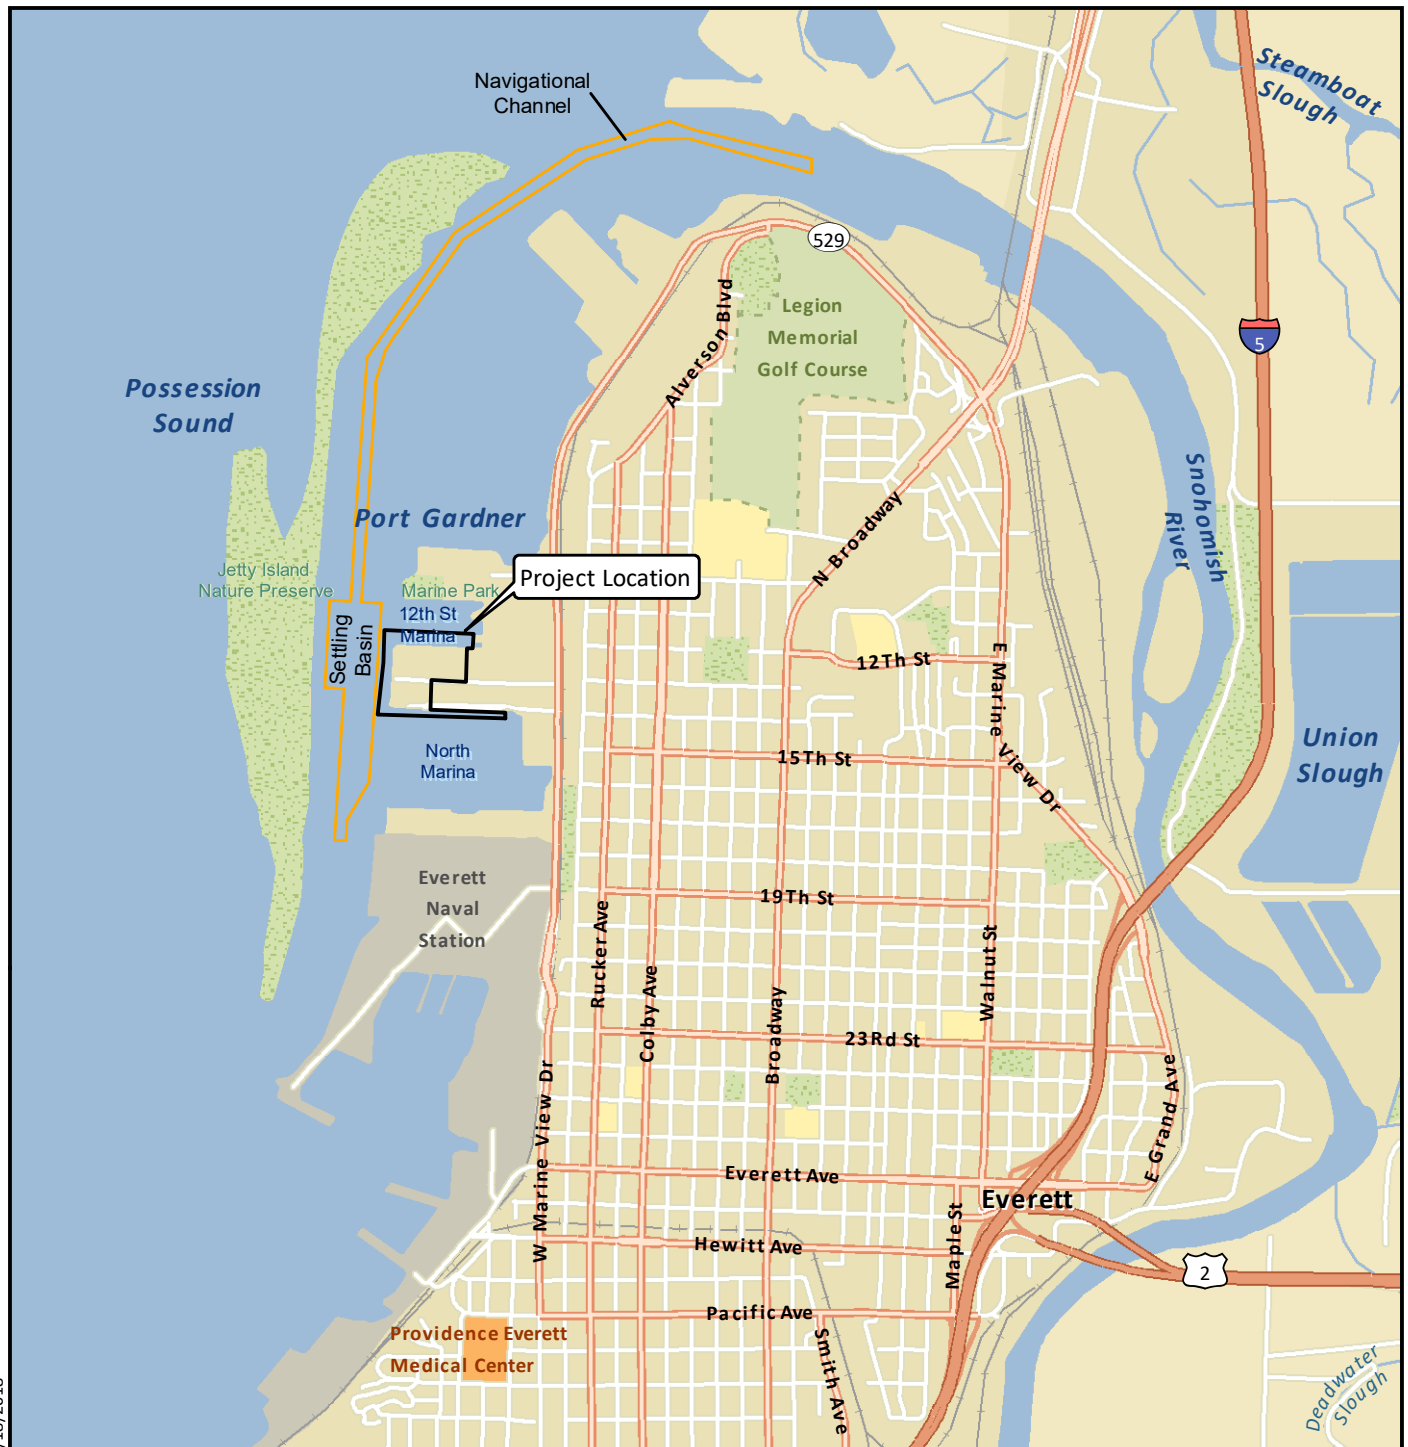 Navigational
Channel
Steamboat
Slough
529
5
Legion
Memorial
Golf Course
Alverson Blvd
Possession
Sound
Snohomish
River
Port Gardner
N Broadway
Jetty Island
Nature Preserve
Marine Park
Project Location
12th St
Marina
Settling
Basin
12Th St
E Marine View Dr
North
Marina
15Th St
Union
Slough
Everett
Naval
Station
19Th St
Rucker Ave
Colby Ave
Broadway
Walnut St
23Rd St
W Marine View Dr
E Grand Ave
Everett Ave
Everett
Maple St
Hewitt Ave
2
Pacific Ave
Smith Ave
Providence Everett
Medical Center
Deadwater
Slough